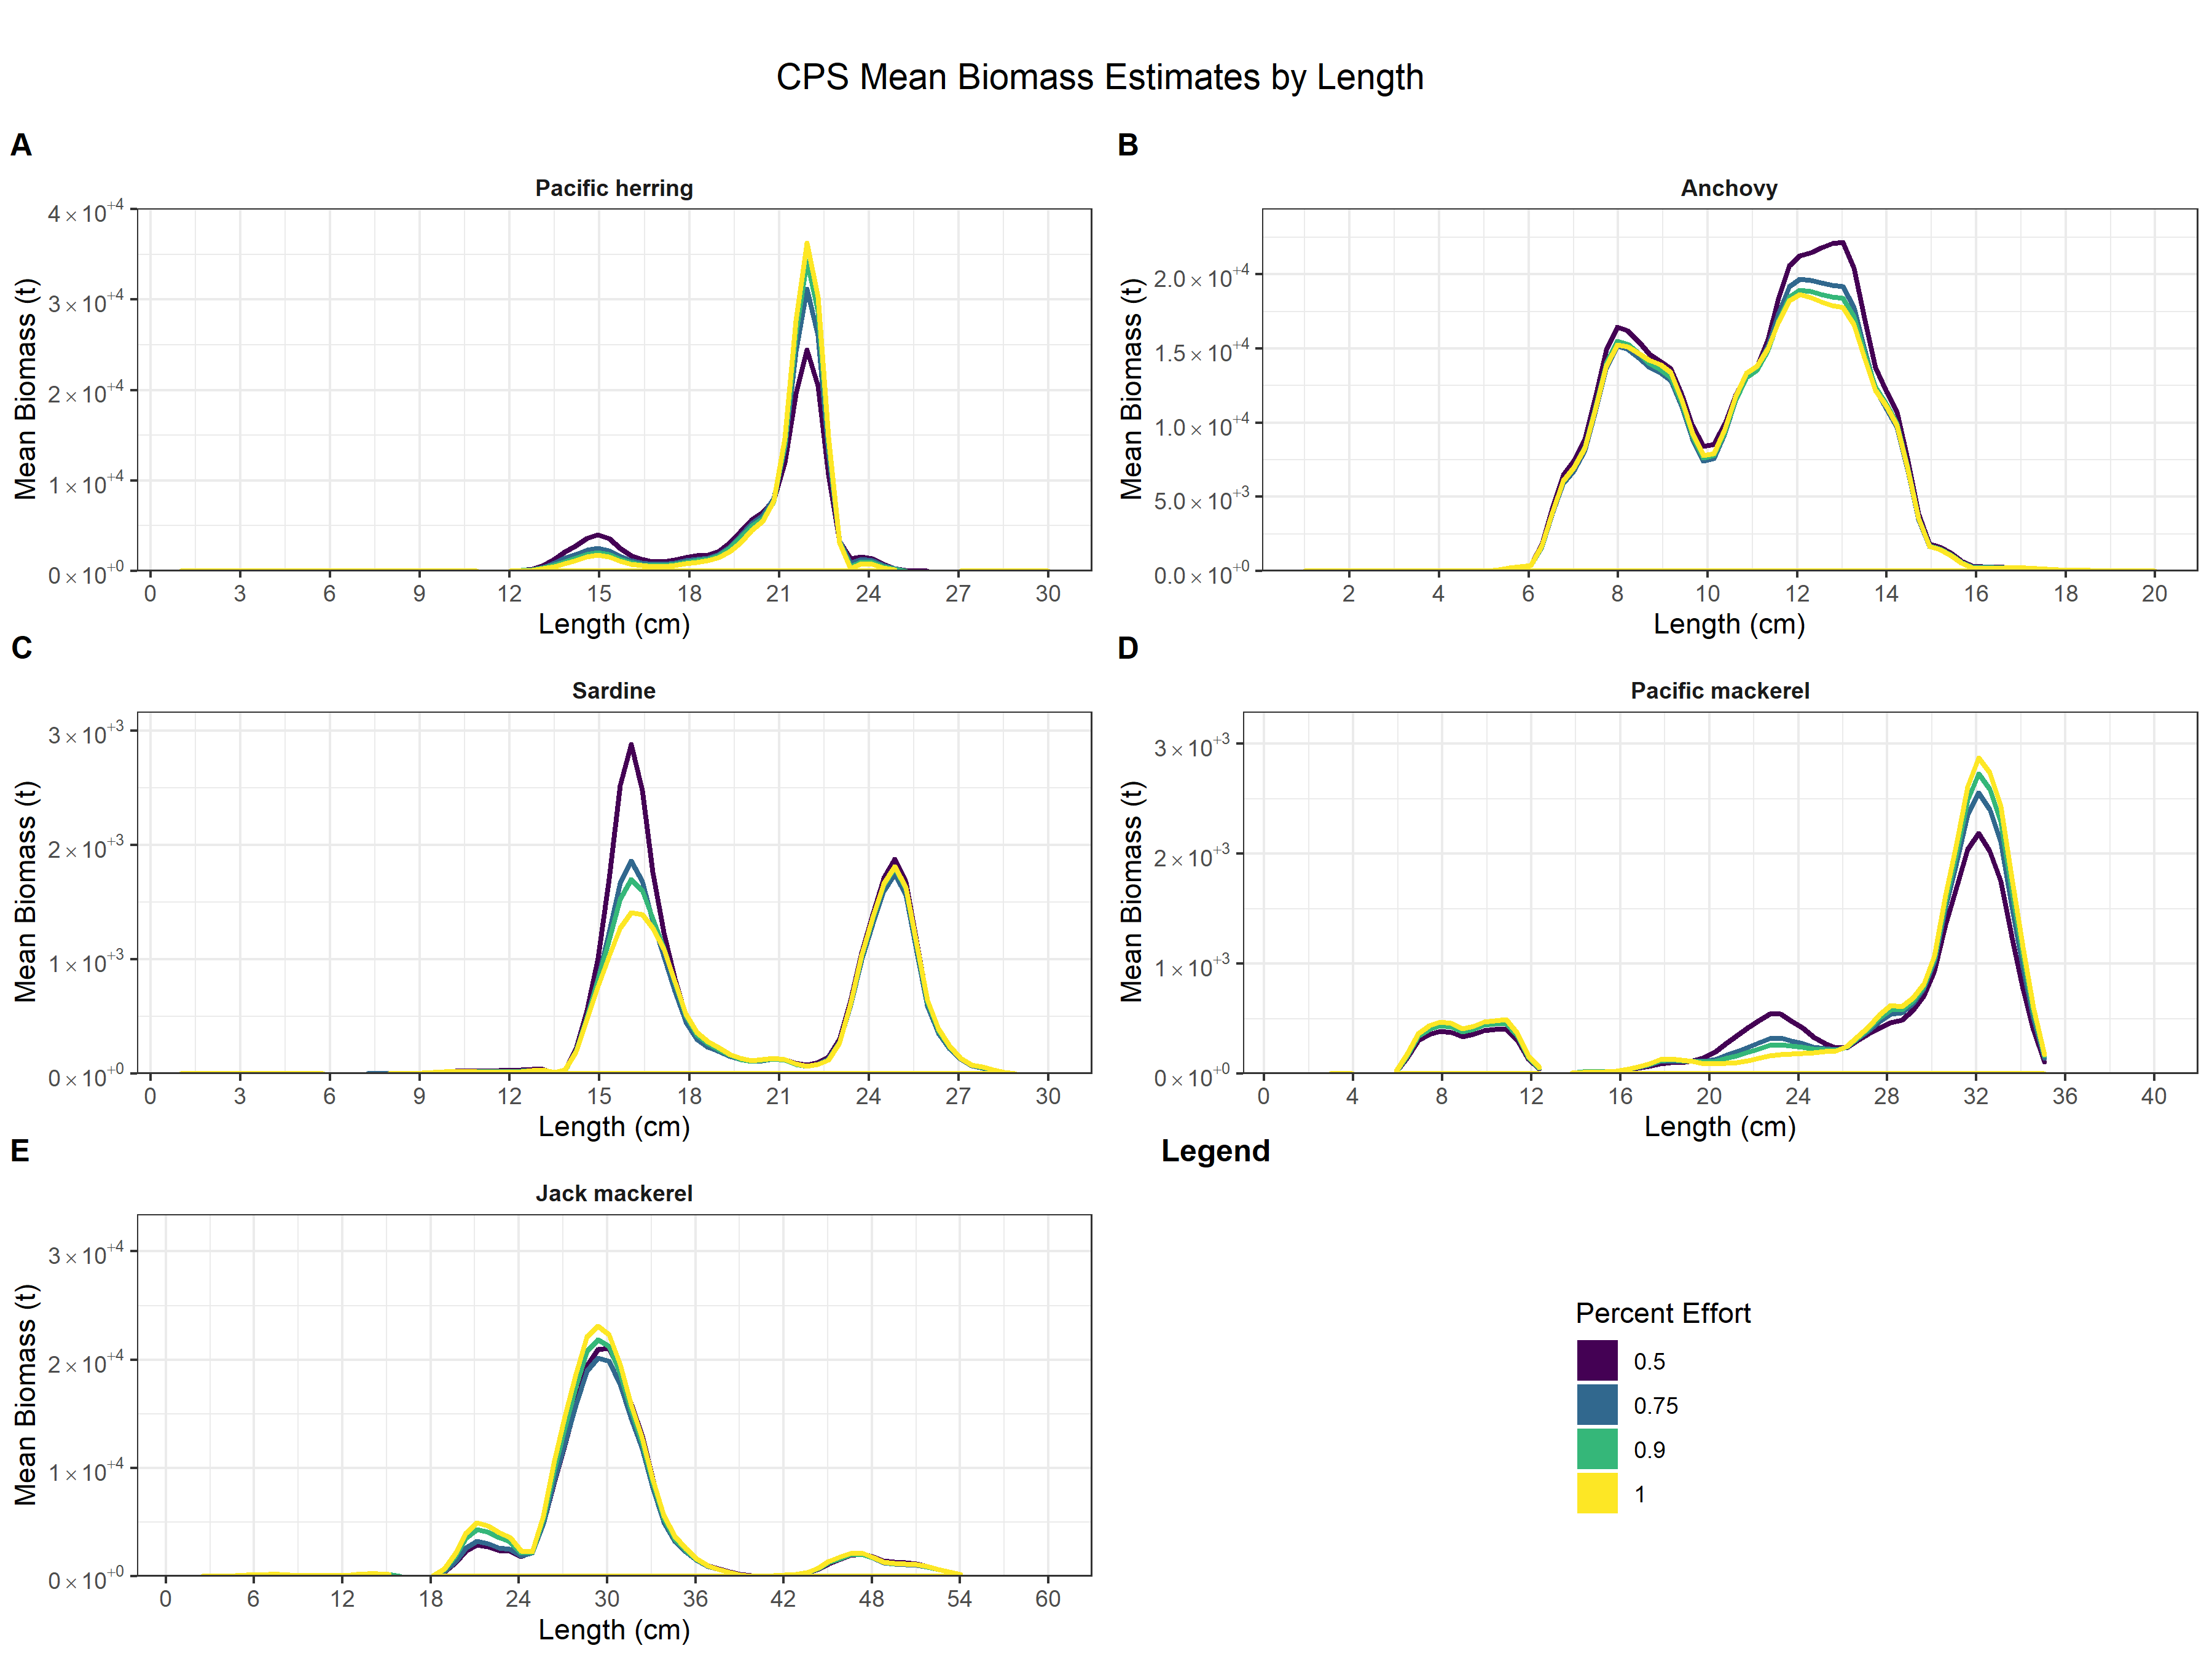 CPS Mean Biomass Estimates by Length
A
Pacific herring
Mean Biomass (t)
4×10⁺⁴
3×10⁺⁴
2×10⁺⁴
1×10⁺⁴
0×10⁺⁰
0 3 6 9 12 15 18 21 24 27 30
Length (cm)
B
Anchovy
Mean Biomass (t)
2.0×10⁺⁴
1.5×10⁺⁴
1.0×10⁺⁴
5.0×10⁺³
0.0×10⁺⁰
2 4 6 8 10 12 14 16 18 20
Length (cm)
C
Sardine
Mean Biomass (t)
3×10⁺³
2×10⁺³
1×10⁺³
0×10⁺⁰
0 3 6 9 12 15 18 21 24 27 30
Length (cm)
D
Pacific mackerel
Mean Biomass (t)
3×10⁺³
2×10⁺³
1×10⁺³
0×10⁺⁰
0 4 8 12 16 20 24 28 32 36 40
Length (cm)
E
Jack mackerel
Mean Biomass (t)
3×10⁺⁴
2×10⁺⁴
1×10⁺⁴
0×10⁺⁰
0 6 12 18 24 30 36 42 48 54 60
Length (cm)
Legend
Percent Effort
0.5
0.75
0.9
1